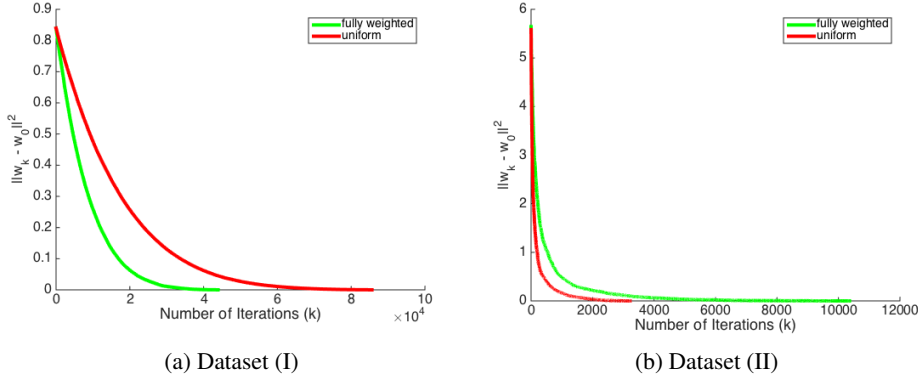 0.9
0.8
0.7
0.6
0.5
0.4
0.3
0.2
0.1
0
||w_k - w_0||^2
fully weighted
uniform
0 2 4 6 8 10
×10^4
Number of Iterations (k)
(a) Dataset (I)
6
5
4
3
2
1
0
||w_k - w_0||^2
fully weighted
uniform
0 2000 4000 6000 8000 10000 12000
Number of Iterations (k)
(b) Dataset (II)